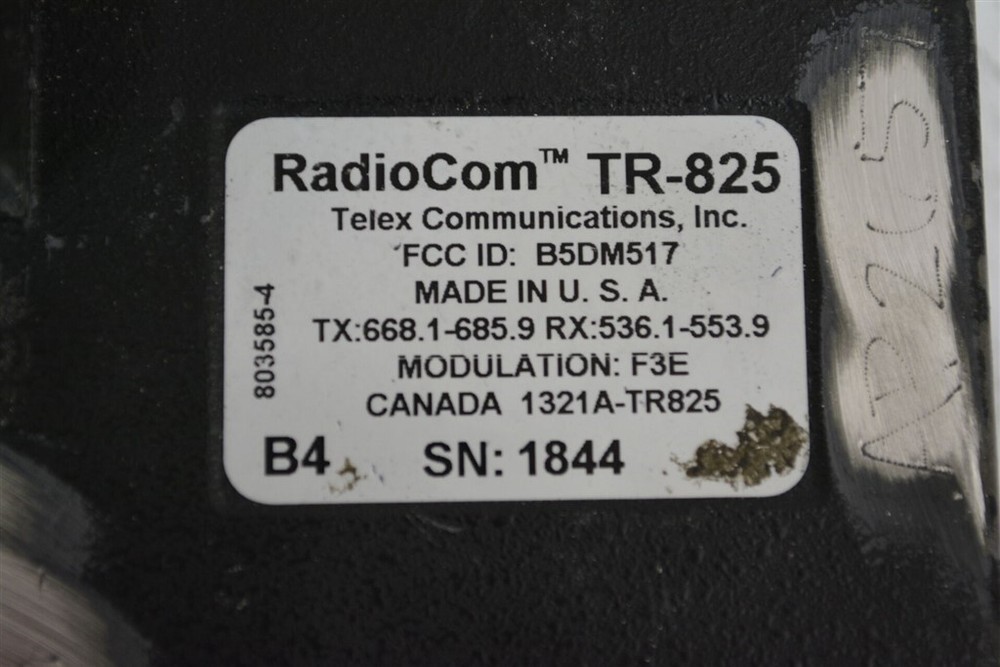 RadioCom™ TR-825
Telex Communications, Inc.
FCC ID: B5DM517
MADE IN U. S. A.
TX:668.1-685.9 RX:536.1-553.9
MODULATION: F3E
CANADA 1321A-TR825
B4 SN: 1844
803585-4